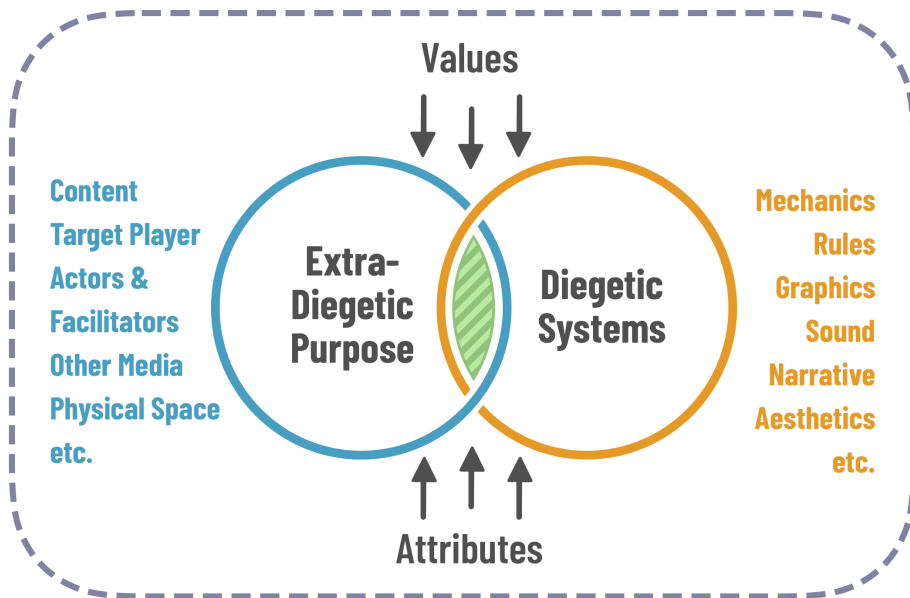 Values
Content
Target Player
Actors &
Facilitators
Other Media
Physical Space
etc.
Extra-
Diegetic
Purpose
Diegetic
Systems
Mechanics
Rules
Graphics
Sound
Narrative
Aesthetics
etc.
Attributes